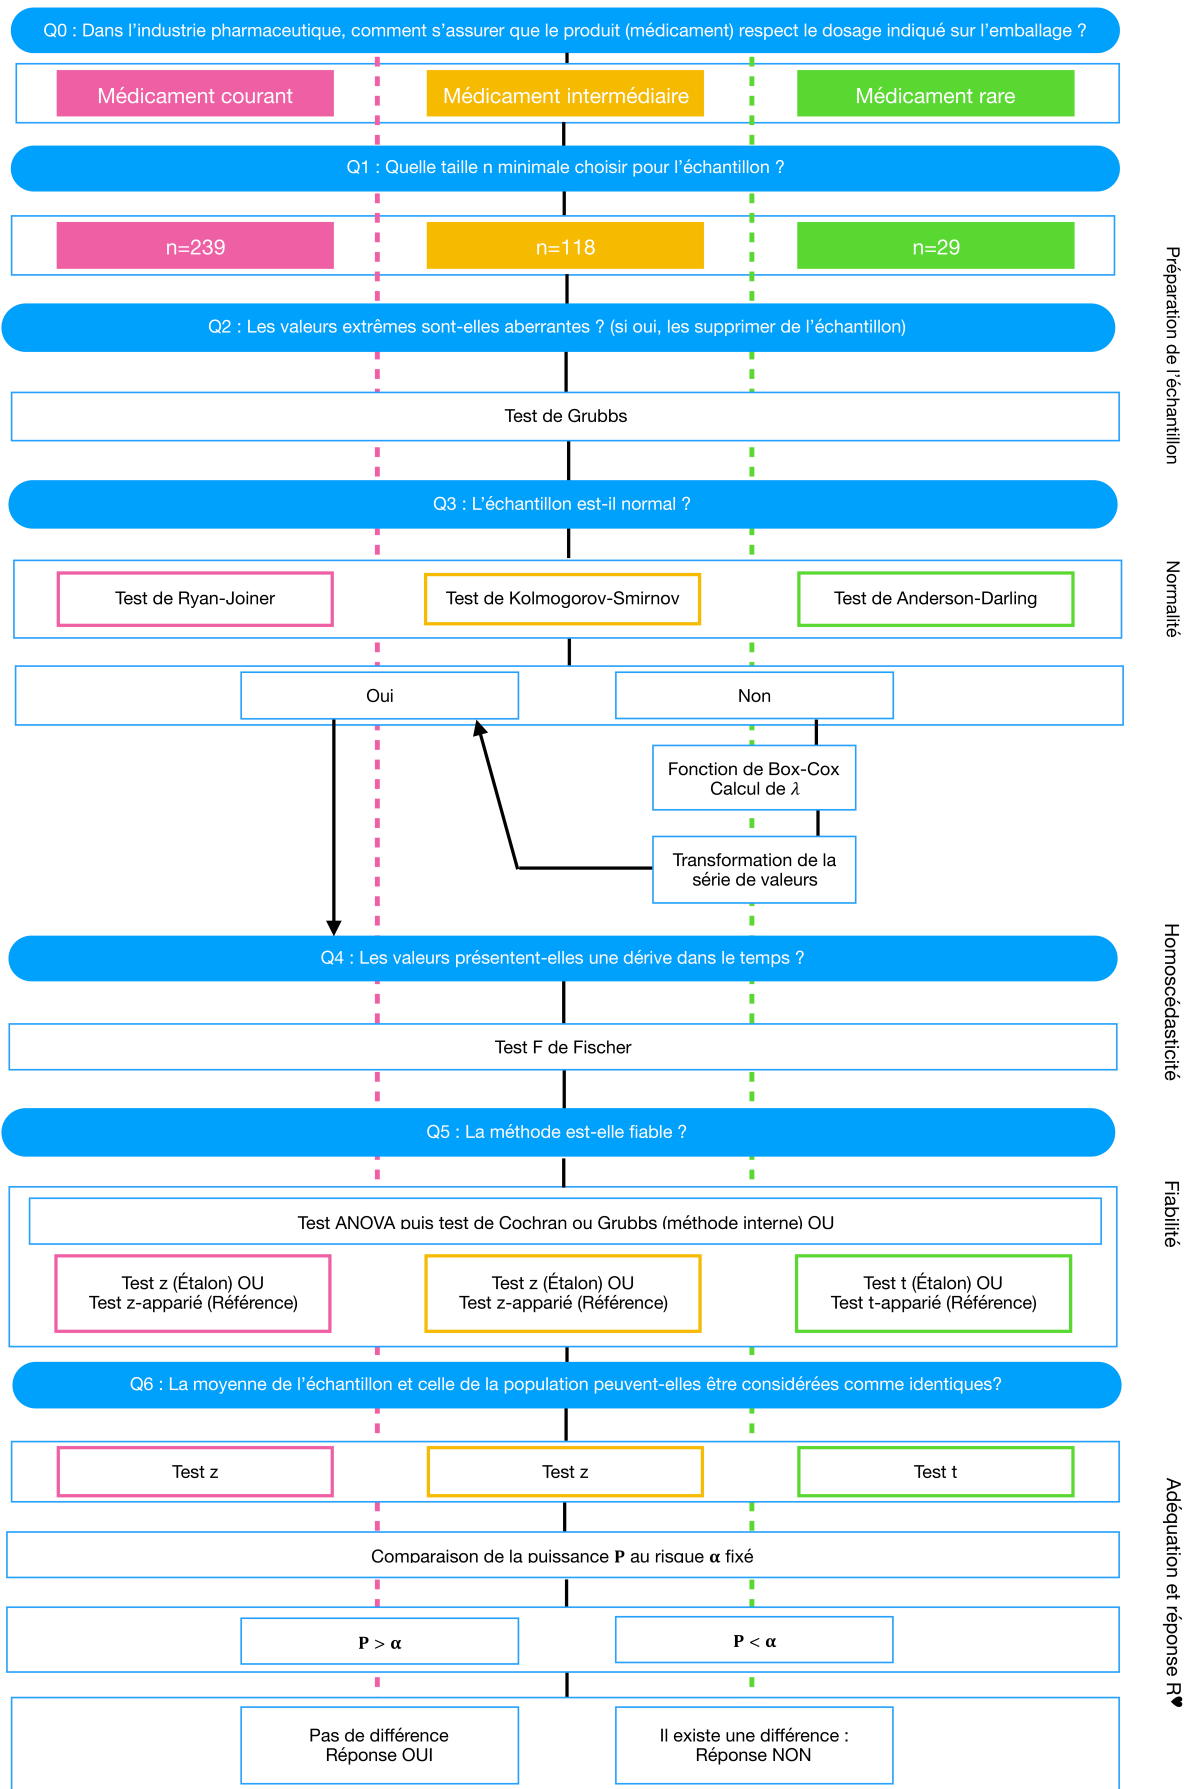 Q0 : Dans l’industrie pharmaceutique, comment s’assurer que le produit (médicament) respect le dosage indiqué sur l’emballage ?
Médicament courant
Médicament intermédiaire
Médicament rare
Q1 : Quelle taille n minimale choisir pour l’échantillon ?
n=239
n=118
n=29
Préparation de l’échantillon
Q2 : Les valeurs extrêmes sont-elles aberrantes ? (si oui, les supprimer de l’échantillon)
Test de Grubbs
Q3 : L’échantillon est-il normal ?
Test de Ryan-Joiner
Test de Kolmogorov-Smirnov
Test de Anderson-Darling
Normalité
Oui
Non
Fonction de Box-Cox
Calcul de λ
Transformation de la
série de valeurs
Q4 : Les valeurs présentent-elles une dérive dans le temps ?
Homoscédasticité
Test F de Fischer
Q5 : La méthode est-elle fiable ?
Fiabilité
Test ANOVA puis test de Cochran ou Grubbs (méthode interne) OU
Test z (Étalon) OU
Test z-apparié (Référence)
Test z (Étalon) OU
Test z-apparié (Référence)
Test t (Étalon) OU
Test t-apparié (Référence)
Q6 : La moyenne de l’échantillon et celle de la population peuvent-elles être considérées comme identiques?
Test z
Test z
Test t
Adéquation et réponse R♥
Comparaison de la puissance P au risque α fixé
P > α
P < α
Pas de différence
Réponse OUI
Il existe une différence :
Réponse NON